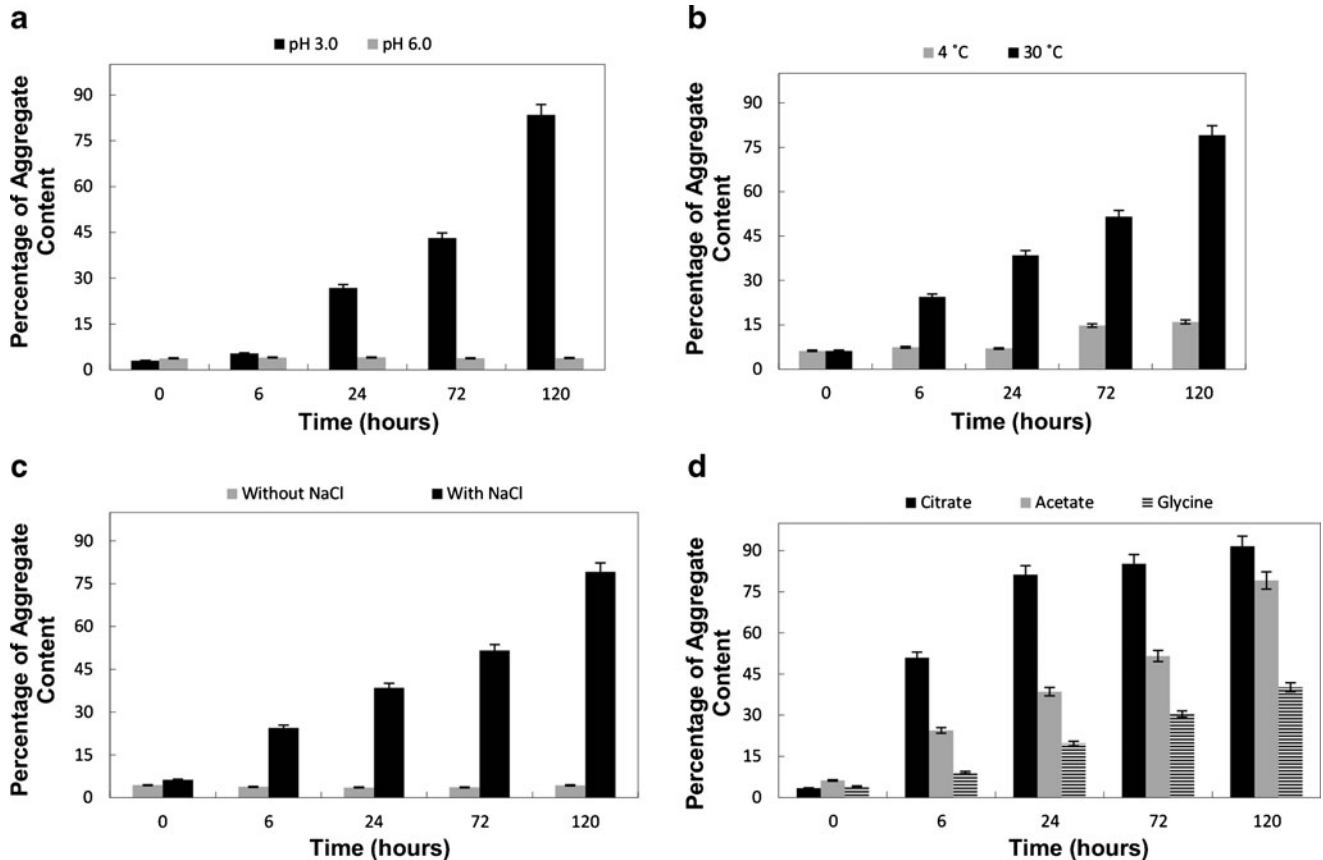 a
pH 3.0 pH 6.0
Percentage of Aggregate
Content
90
75
60
45
30
15
0
0 6 24 72 120
Time (hours)
b
4 ˚C 30 ˚C
Percentage of Aggregate
Content
90
75
60
45
30
15
0
0 6 24 72 120
Time (hours)
c
Without NaCl With NaCl
Percentage of Aggregate
Content
90
75
60
45
30
15
0
0 6 24 72 120
Time (hours)
d
Citrate Acetate Glycine
Percentage of Aggregate
Content
90
75
60
45
30
15
0
0 6 24 72 120
Time (hours)